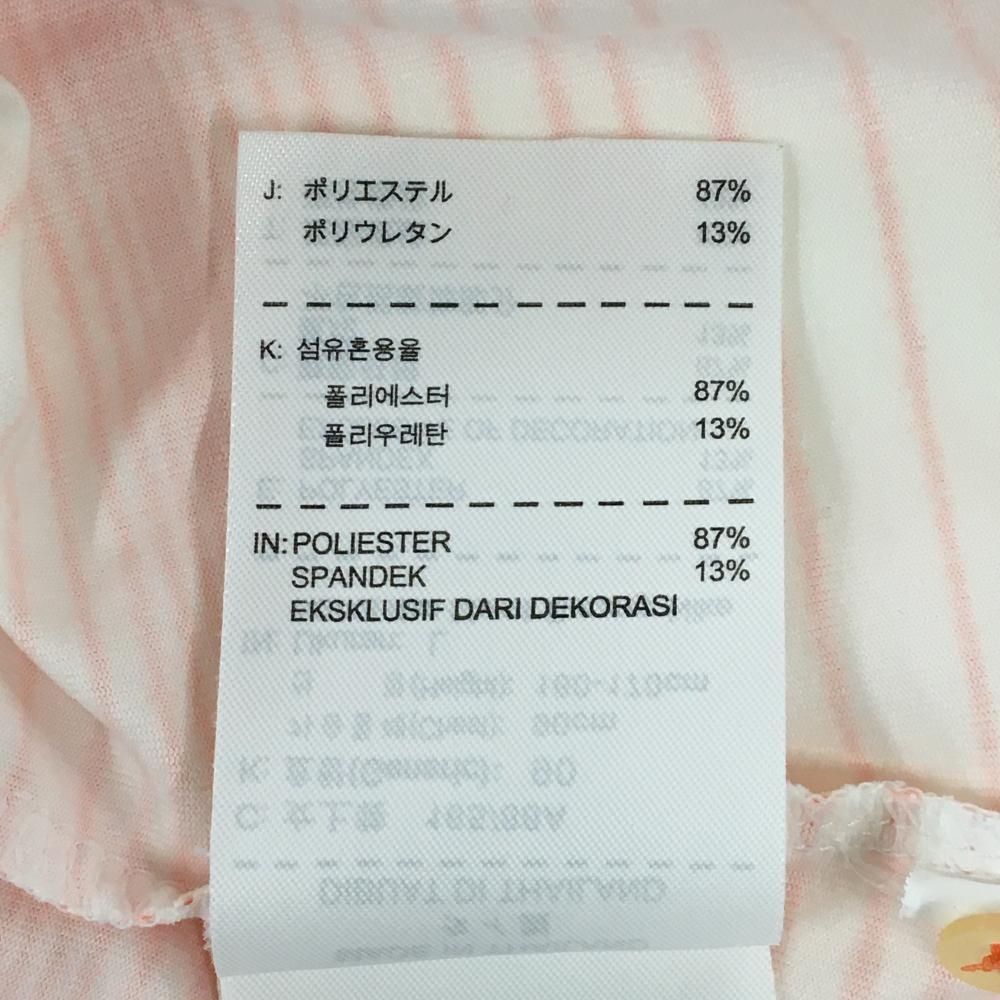 J: ポリエステル 87%
ポリウレタン 13%
K: 섬유혼용율
폴리에스터 87%
폴리우레탄 13%
IN: POLIESTER 87%
SPANDEK 13%
EKSKLUSIF DARI DEKORASI